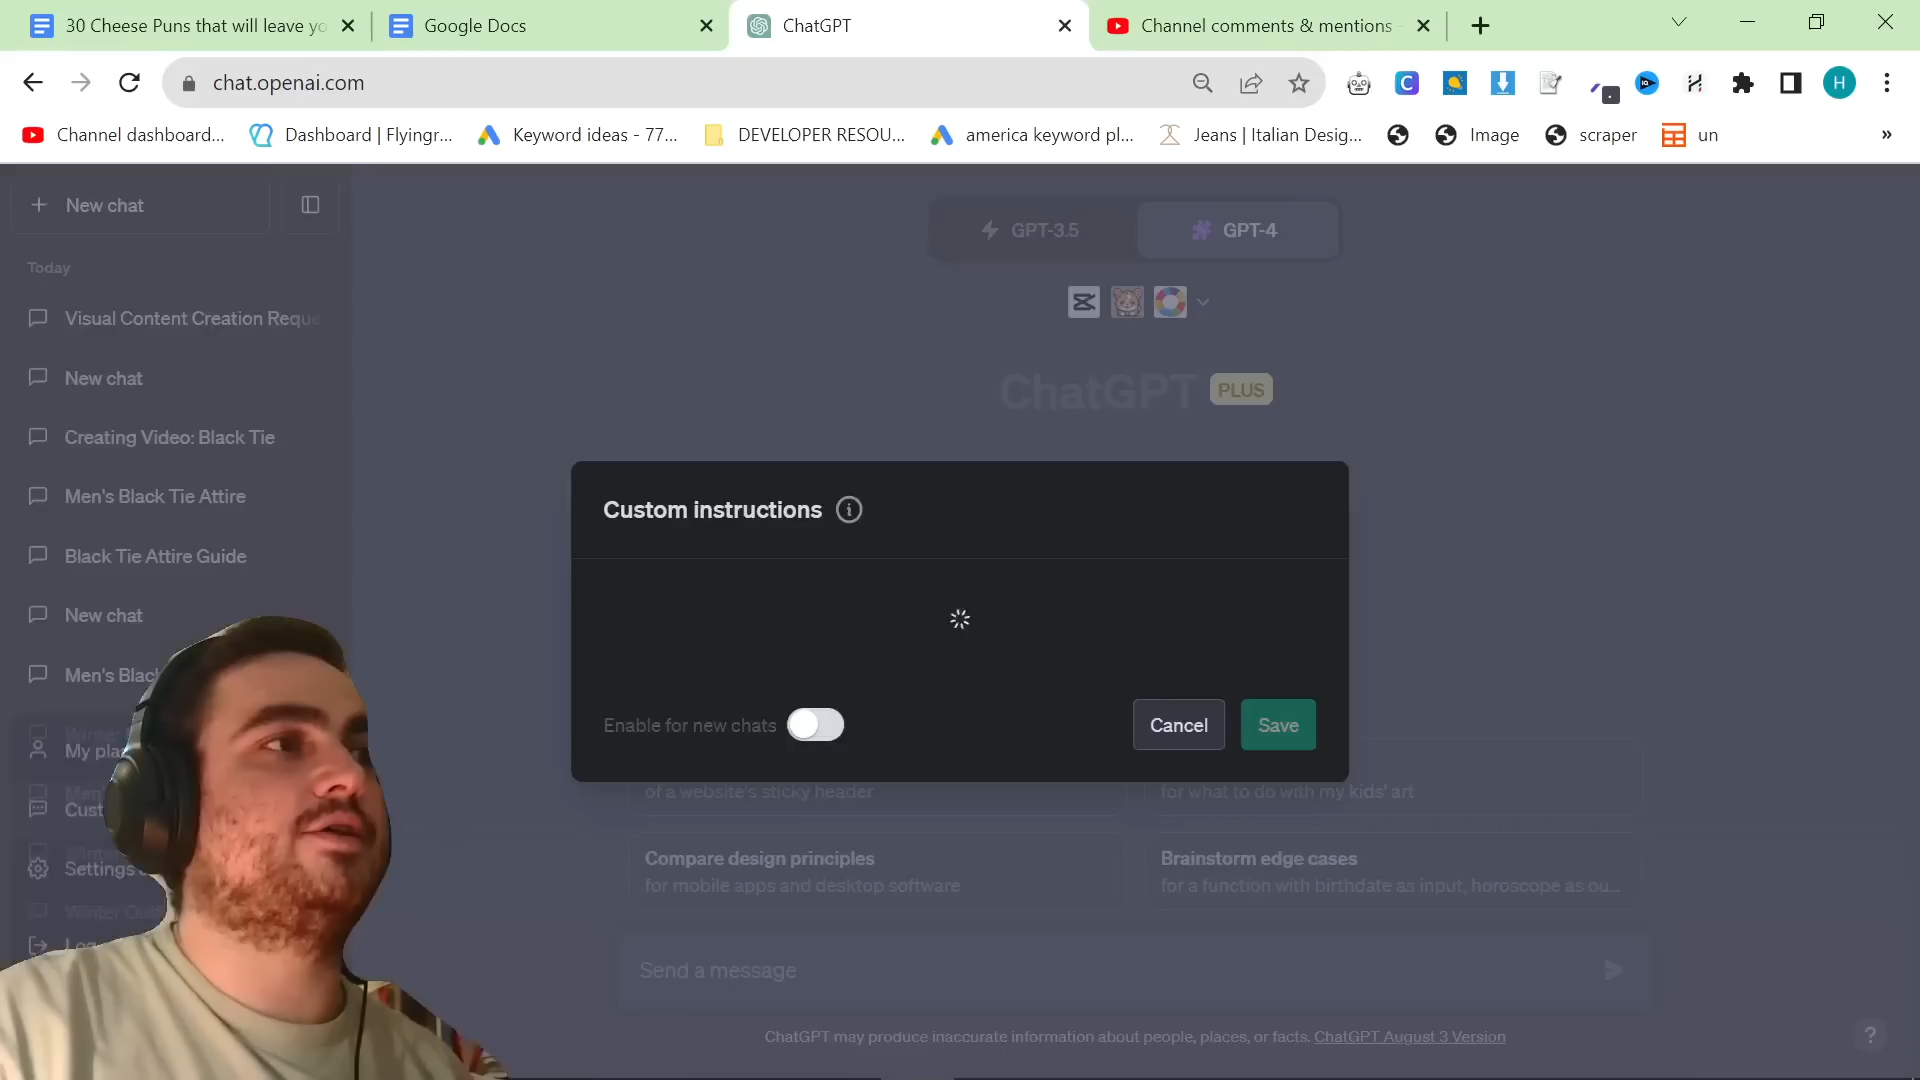 30 Cheese Puns that will leave yo
Google Docs
ChatGPT
Channel comments & mentions -
chat.openai.com
H
Channel dashboard...
Dashboard | Flyingr...
Keyword ideas - 77...
DEVELOPER RESOU...
america keyword pl...
Jeans | Italian Desig...
Image
scraper
un
»
New chat
GPT-3.5
GPT-4
Today
Visual Content Creation Reque
New chat
ChatGPT PLUS
Creating Video: Black Tie
Men's Black Tie Attire
Custom instructions
Black Tie Attire Guide
New chat
Men's Blac
Enable for new chats
Cancel
Save
Winter
My pla
of a website's sticky header
for what to do with my kids' art
Men'
Cust
Compare design principles
for mobile apps and desktop software
Brainstorm edge cases
for a function with birthdate as input, horoscope as ou...
Settings
Winter Outf
Log
Send a message
ChatGPT may produce inaccurate information about people, places, or facts. ChatGPT August 3 Version
?